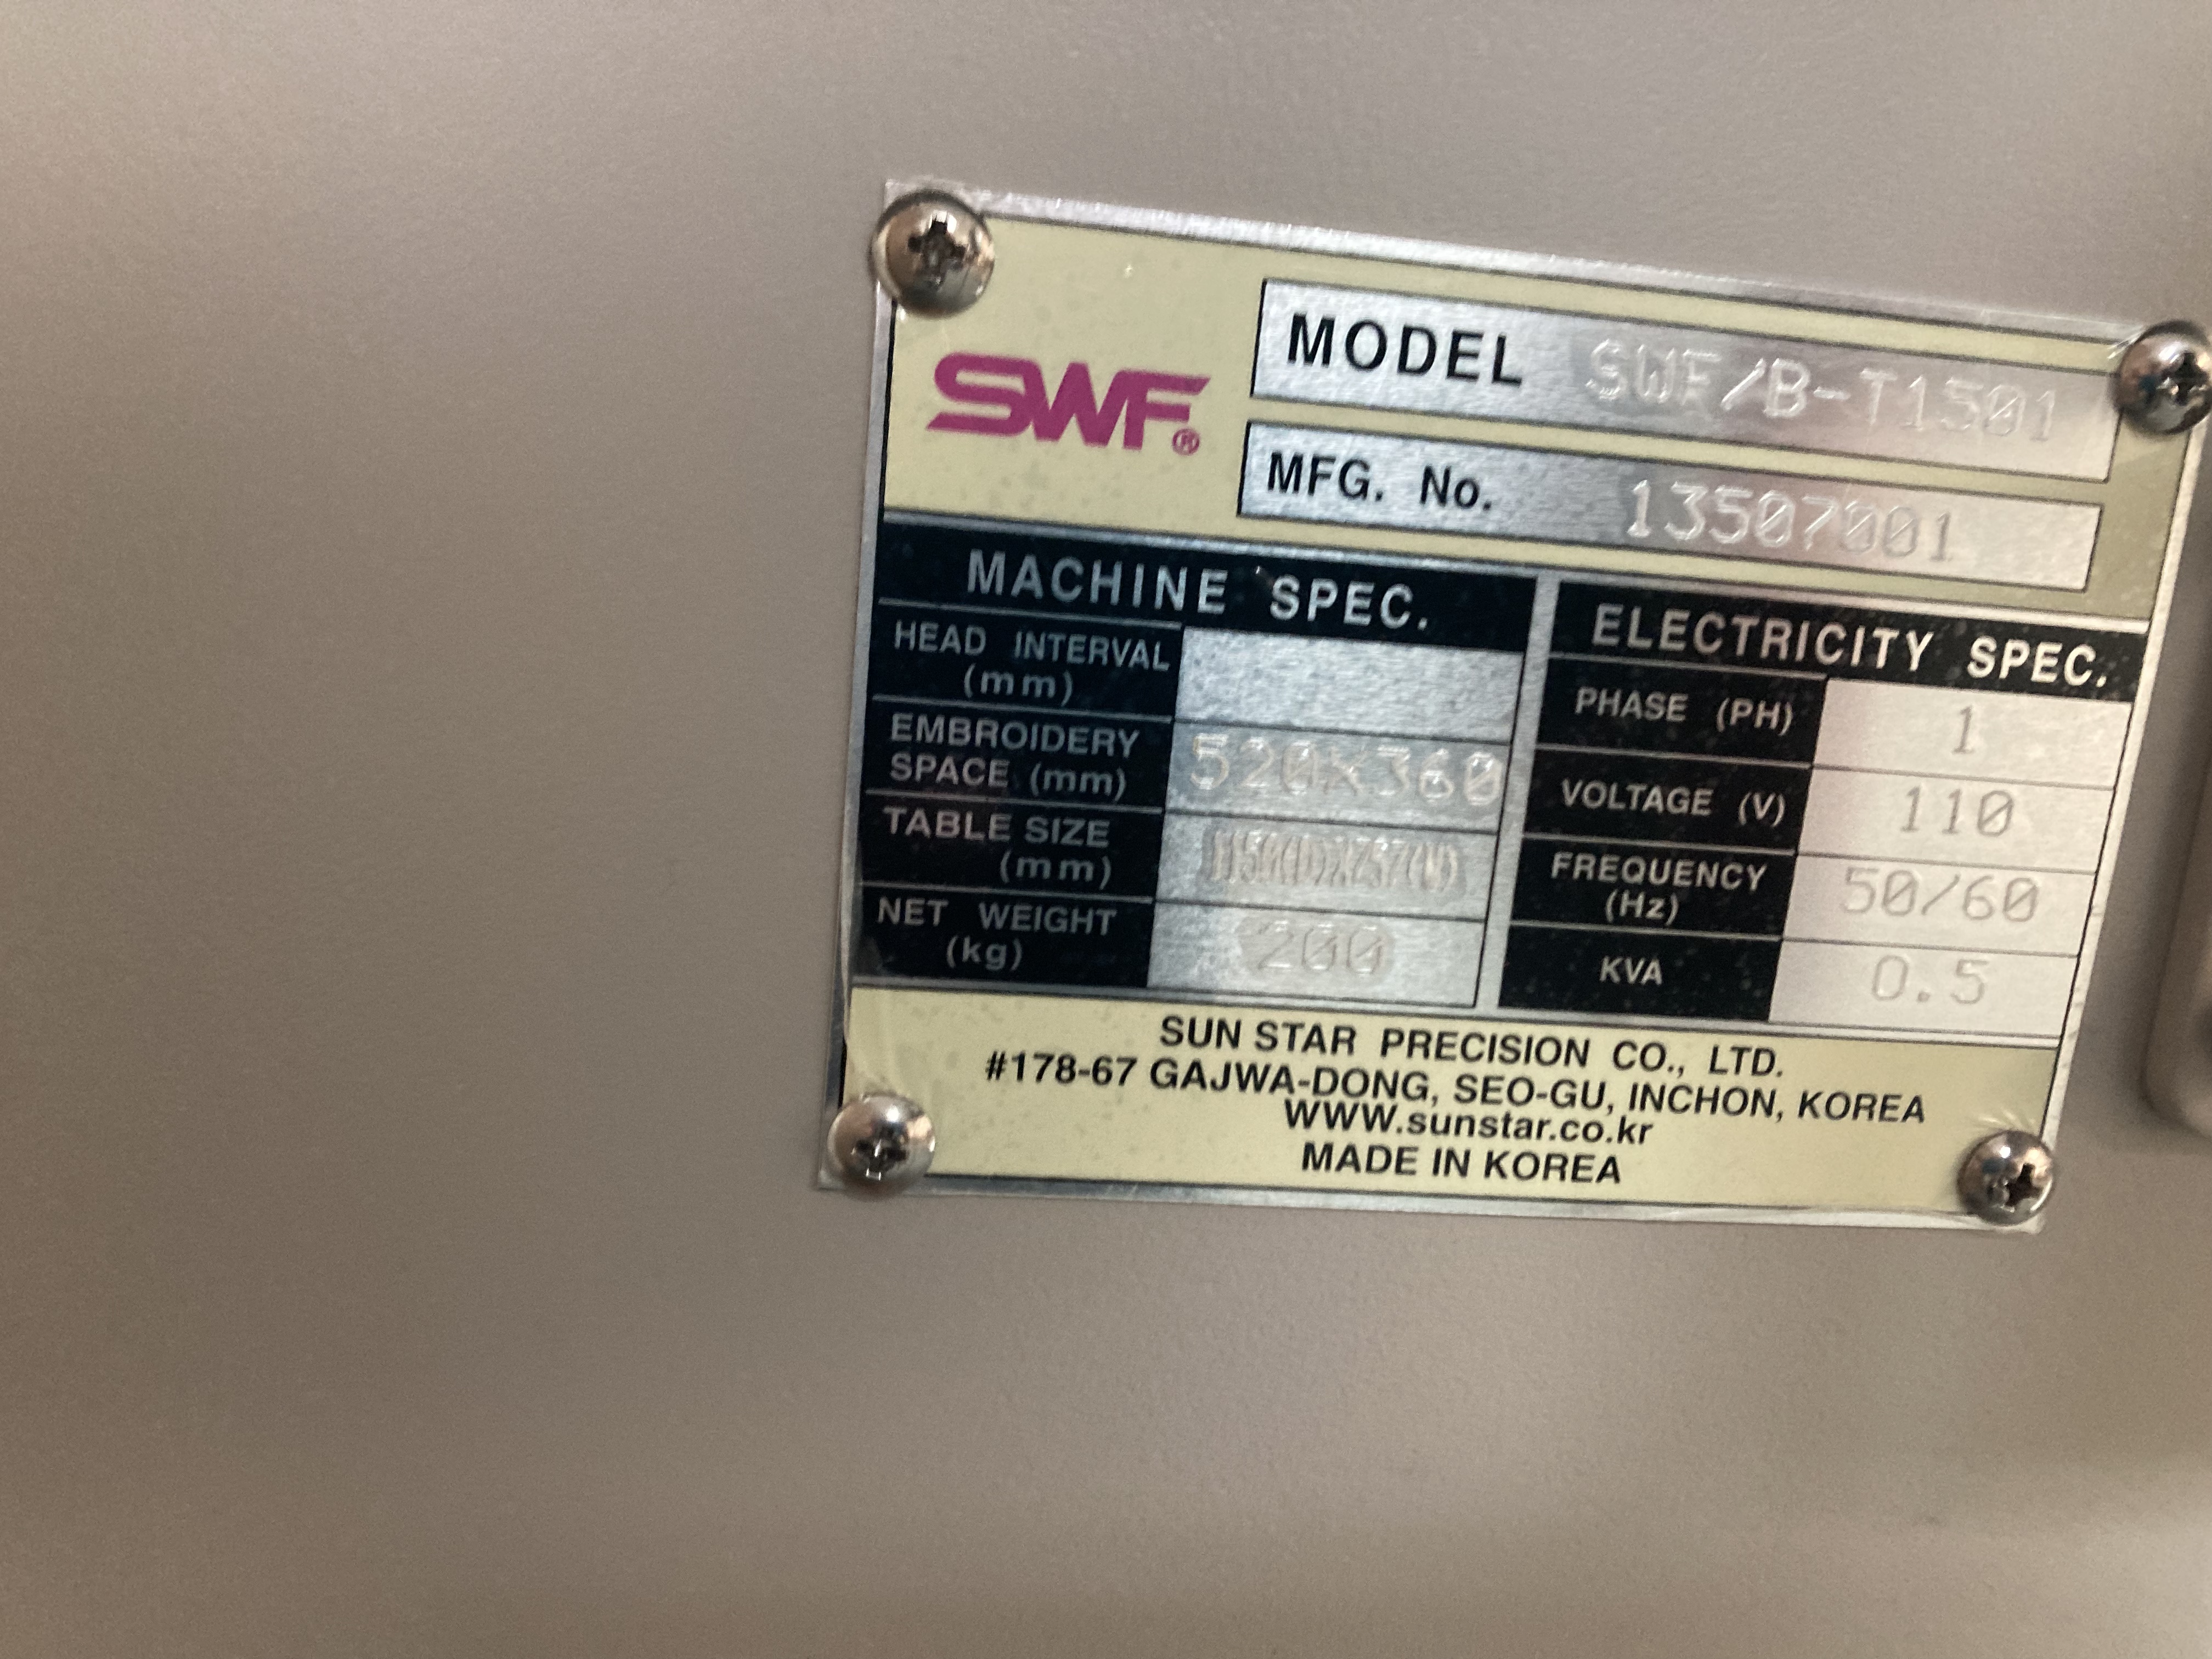 SWF®
MODEL SWF/B-T1501
MFG. No. 13507001
MACHINE SPEC.
HEAD INTERVAL
(mm)
EMBROIDERY
SPACE (mm) 520X360
TABLE SIZE
(mm)
NET WEIGHT
(kg) 200
ELECTRICITY SPEC.
PHASE (PH) 1
VOLTAGE (V) 110
FREQUENCY
(Hz) 50/60
KVA 0.5
SUN STAR PRECISION CO., LTD.
#178-67 GAJWA-DONG, SEO-GU, INCHON, KOREA
WWW.sunstar.co.kr
MADE IN KOREA